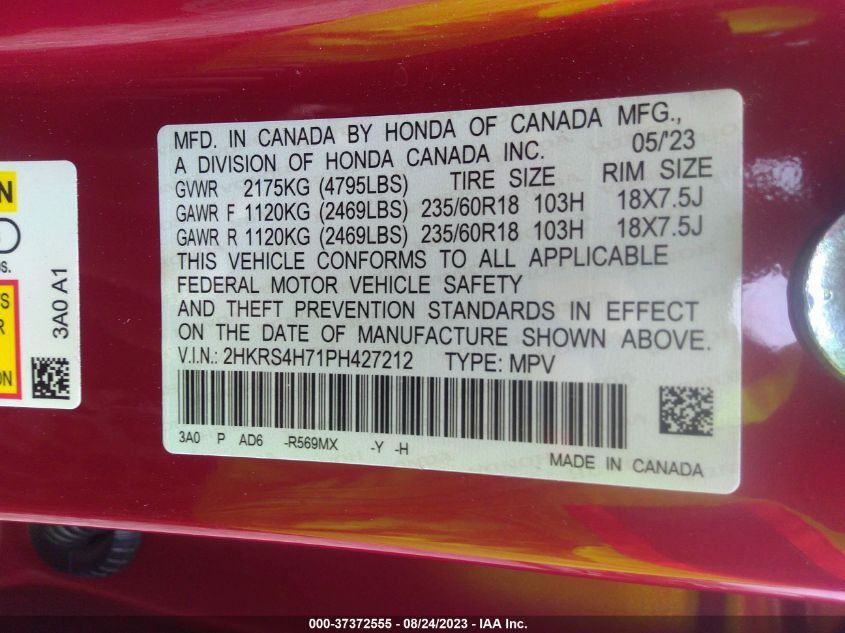 MFD. IN CANADA BY HONDA OF CANADA MFG.,
A DIVISION OF HONDA CANADA INC. 05/'23
GVWR 2175KG (4795LBS) TIRE SIZE RIM SIZE
GAWR F 1120KG (2469LBS) 235/60R18 103H 18X7.5J
GAWR R 1120KG (2469LBS) 235/60R18 103H 18X7.5J
THIS VEHICLE CONFORMS TO ALL APPLICABLE
FEDERAL MOTOR VEHICLE SAFETY
AND THEFT PREVENTION STANDARDS IN EFFECT
ON THE DATE OF MANUFACTURE SHOWN ABOVE.
V.I.N.: 2HKRS4H71PH427212 TYPE: MPV
3A0 P AD6 -R569MX -Y -H
MADE IN CANADA
3A0 A1
000-37372555 - 08/24/2023 - IAA Inc.